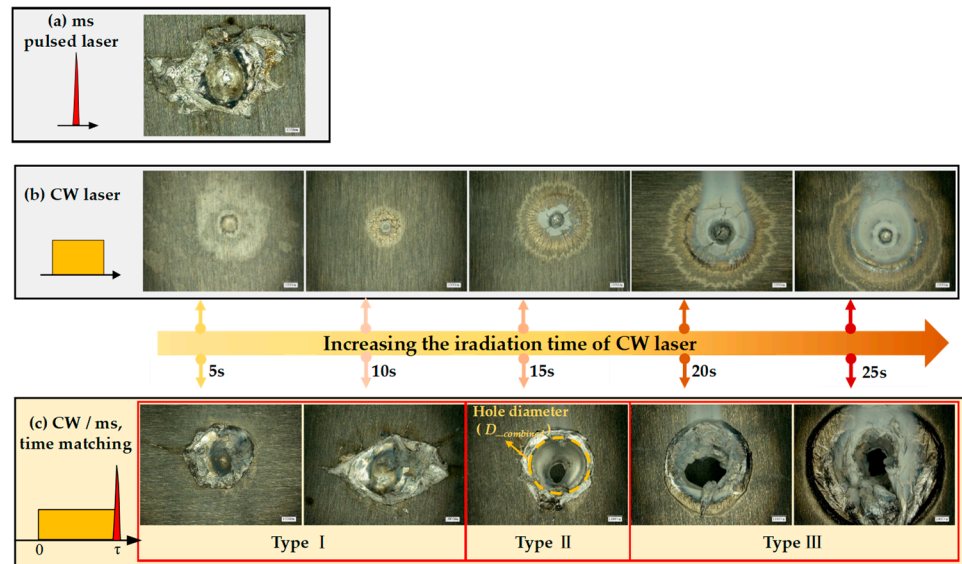 (a) ms
pulsed laser
(b) CW laser
Increasing the iradiation time of CW laser
5s
10s
15s
20s
25s
(c) CW / ms,
time matching
0
τ
Hole diameter
Type Ⅰ
Type Ⅱ
Type Ⅲ